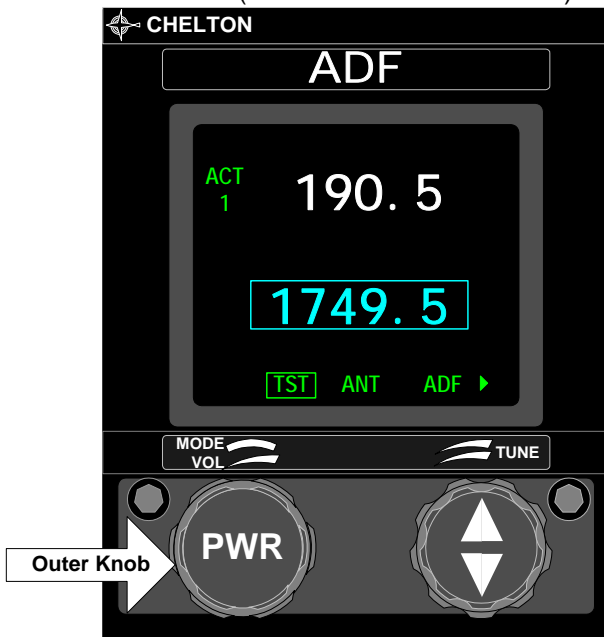 CHELTON
ADF
ACT
1
190.5
1749.5
TST ANT ADF
MODE
VOL
TUNE
PWR
Outer Knob